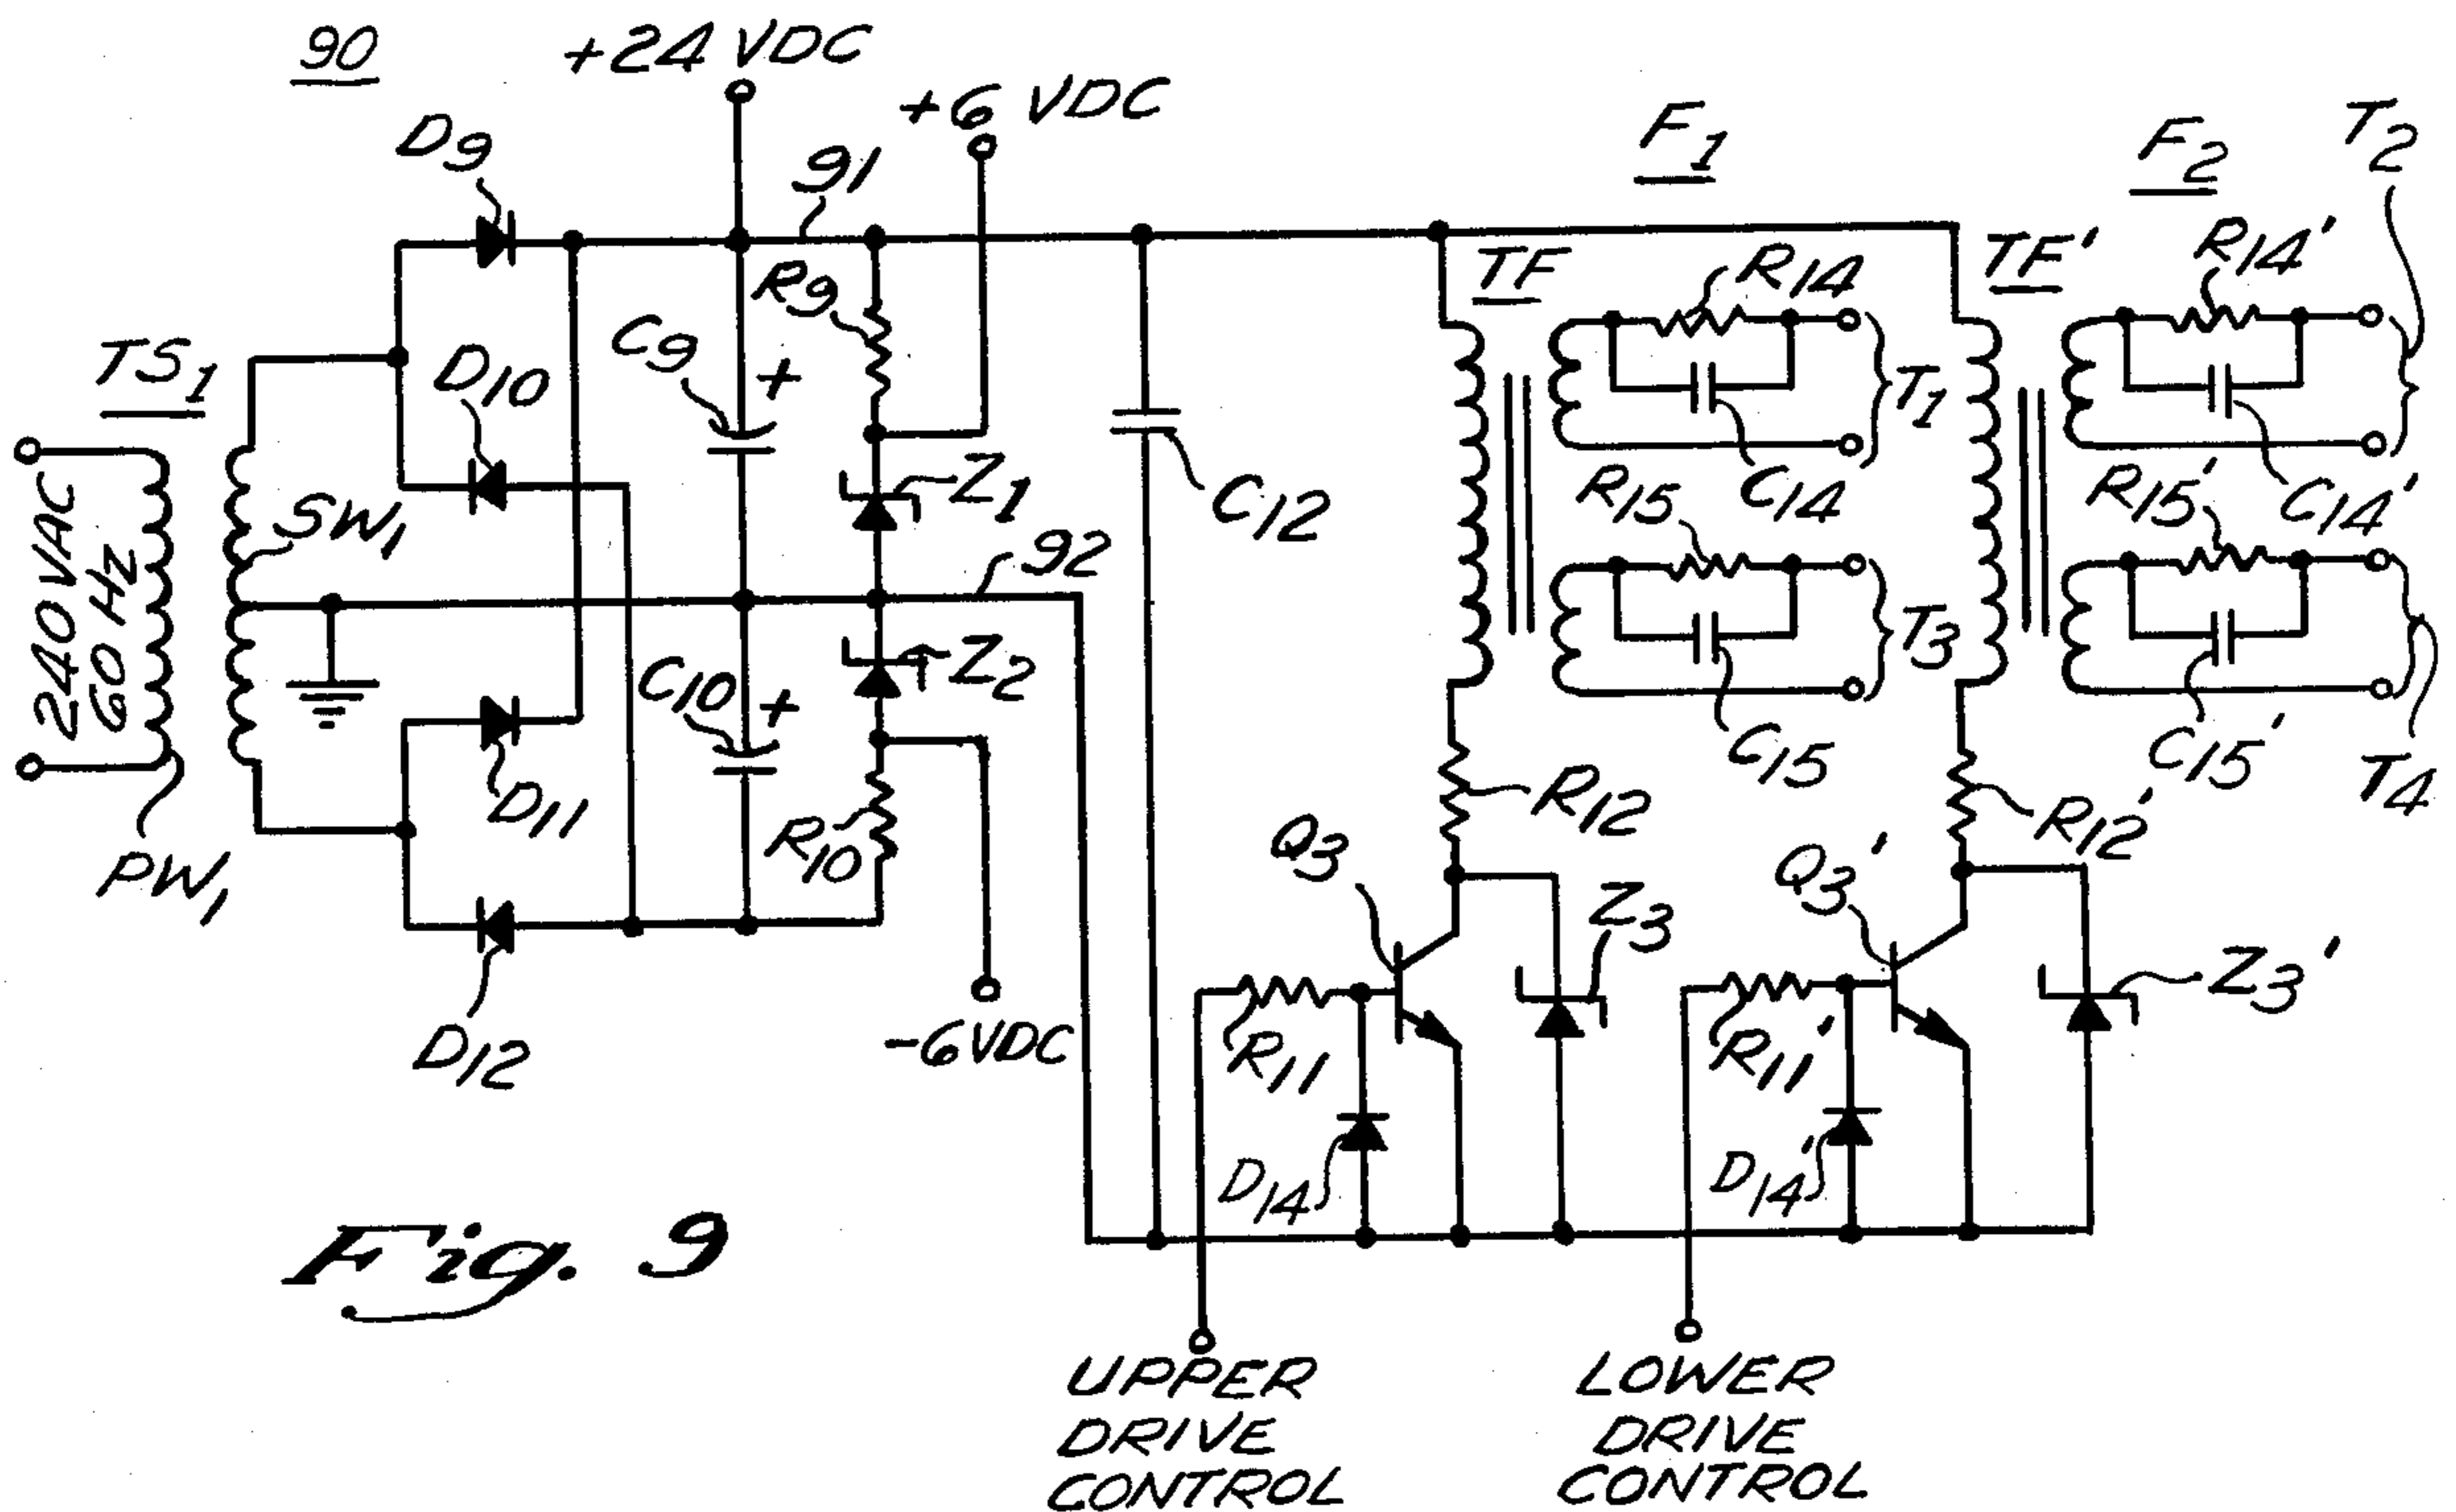 90
+24 VDC
+6 VDC
D9
91
F1
F2
T2
TF
R14
TF'
R14'
R9
C9
+
TS1
D10
T1
Z1
C12
R15
C14
R15'
C14'
SW1
240 VAC
60 Hz
92
Z2
T3
C10
+
C15
C15'
T4
D11
R10
R12
R12'
PW1
Q3
Q3'
Z3
Z3'
D12
-6VDC
R11
R11'
D14
D14'
Fig. 9
UPPER
DRIVE
CONTROL
LOWER
DRIVE
CONTROL